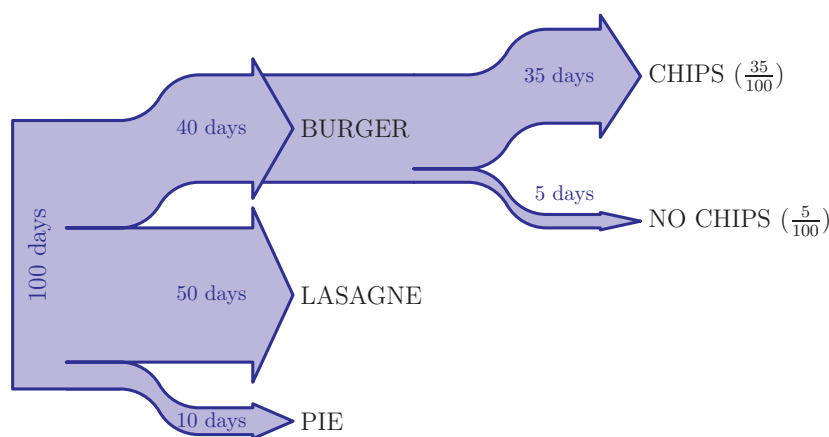 35 days
CHIPS (35/100)
40 days
BURGER
5 days
NO CHIPS (5/100)
100 days
50 days
LASAGNE
10 days
PIE